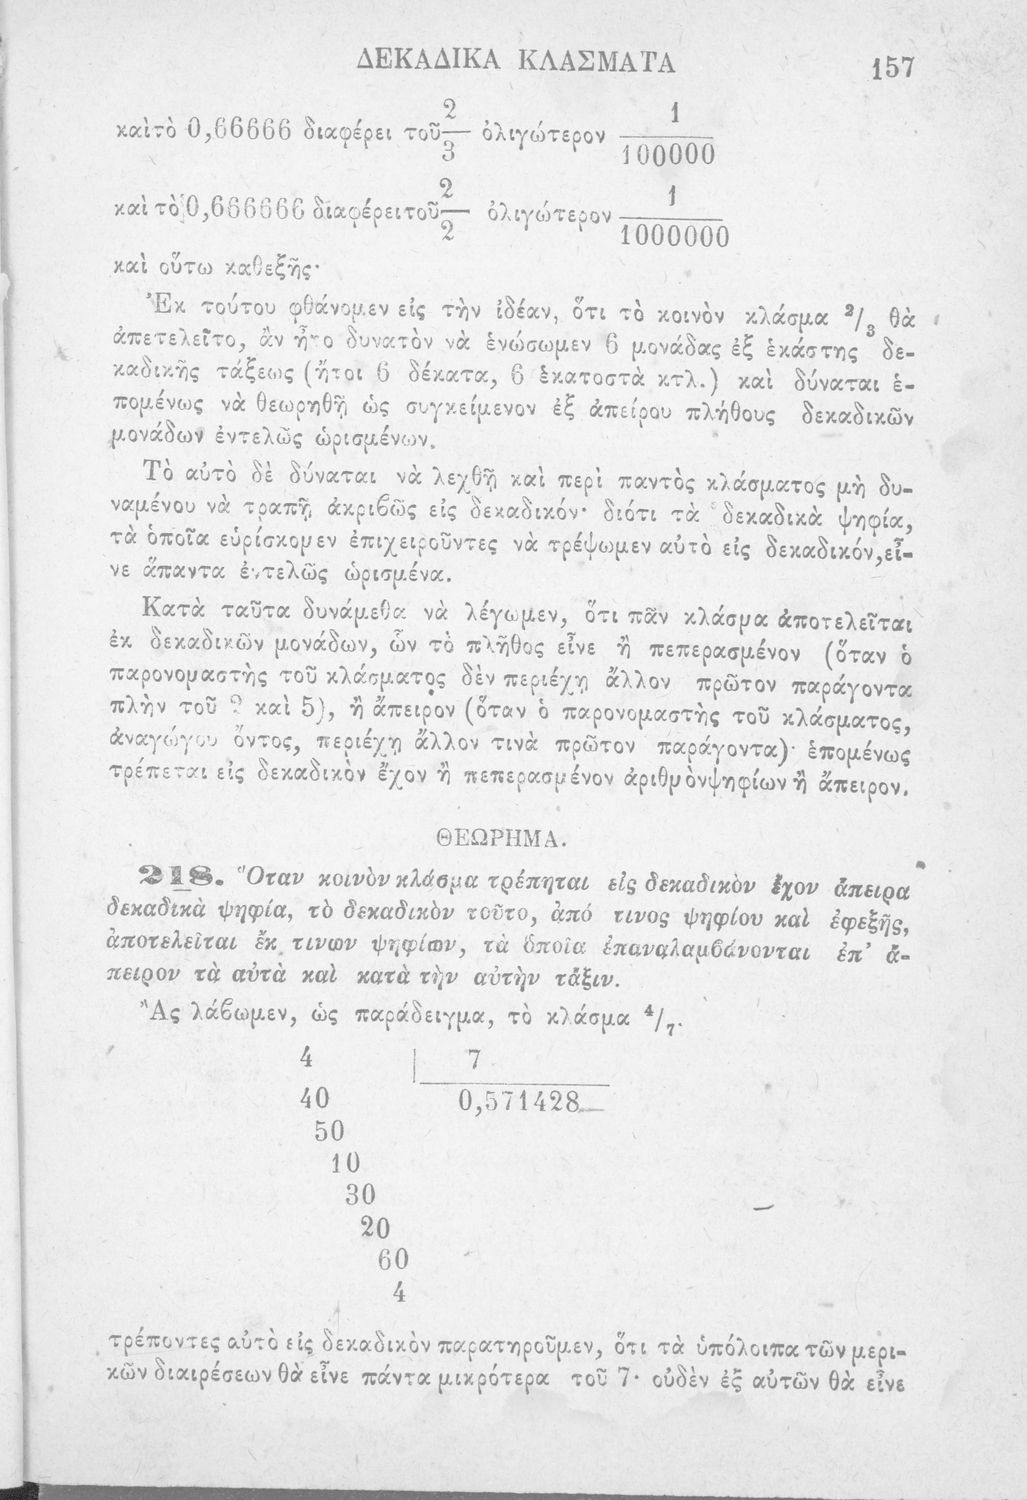 ΔΕΚΑΔΙΚΑ ΚΛΑΣΜΑΤΑ 157
καὶ τὸ 0,66666 διαφέρει τοῦ 2/3 ὀλιγώτερον 1/100000
καὶ τὸ 0,666666 διαφέρει τοῦ 2/2 ὀλιγώτερον 1/1000000
καὶ οὕτω καθεξῆς·
Ἐκ τούτου φθάνομεν εἰς τὴν ἰδέαν, ὅτι τὸ κοινὸν κλάσμα 2/3 θὰ
ἀπετελεῖτο, ἂν ἦτο δυνατὸν νὰ ἑνώσωμεν 6 μονάδας ἐξ ἑκάστης δε-
καδικῆς τάξεως (ἤτοι 6 δέκατα, 6 ἑκατοστὰ κτλ.) καὶ δύναται ἑ-
πομένως νὰ θεωρηθῇ ὡς συγκείμενον ἐξ ἀπείρου πλήθους δεκαδικῶν
μονάδων ἐντελῶς ὡρισμένων.
Τὸ αὐτὸ δὲ δύναται νὰ λεχθῇ καὶ περὶ παντὸς κλάσματος μὴ δυ-
ναμένου νὰ τραπῇ ἀκριβῶς εἰς δεκαδικόν· διότι τὰ δεκαδικὰ ψηφία,
τὰ ὁποῖα εὑρίσκομεν ἐπιχειροῦντες νὰ τρέψωμεν αὐτὸ εἰς δεκαδικόν, εἶ-
νε ἅπαντα ἐντελῶς ὡρισμένα.
Κατὰ ταῦτα δυνάμεθα νὰ λέγωμεν, ὅτι πᾶν κλάσμα ἀποτελεῖται
ἐκ δεκαδικῶν μονάδων, ὧν τὸ πλῆθος εἶνε ἢ πεπερασμένον (ὅταν ὁ
παρονομαστὴς τοῦ κλάσματος δὲν περιέχῃ ἄλλον πρῶτον παράγοντα
πλὴν τοῦ 2 καὶ 5), ἢ ἄπειρον (ὅταν ὁ παρονομαστὴς τοῦ κλάσματος,
ἀναγώγου ὄντος, περιέχῃ ἄλλον τινὰ πρῶτον παράγοντα)· ἑπομένως
τρέπεται εἰς δεκαδικὸν ἔχον ἢ πεπερασμένον ἀριθμὸν ψηφίων ἢ ἄπειρον.
ΘΕΩΡΗΜΑ.
218. Ὅταν κοινὸν κλάσμα τρέπηται εἰς δεκαδικὸν ἔχον ἄπειρα
δεκαδικὰ ψηφία, τὸ δεκαδικὸν τοῦτο, ἀπό τινος ψηφίου καὶ ἐφεξῆς,
ἀποτελεῖται ἔκ τινων ψηφίων, τὰ ὁποῖα ἐπαναλαμβάνονται ἐπ' ἄ-
πειρον τὰ αὐτὰ καὶ κατὰ τὴν αὐτὴν τάξιν.
Ἂς λάβωμεν, ὡς παράδειγμα, τὸ κλάσμα 4/7.
4 7
40 0,571428
50
10
30
20
60
4
τρέποντες αὐτὸ εἰς δεκαδικὸν παρατηροῦμεν, ὅτι τὰ ὑπόλοιπα τῶν μερι-
κῶν διαιρέσεων θὰ εἶνε πάντα μικρότερα τοῦ 7· οὐδὲν ἐξ αὐτῶν θὰ εἶνε